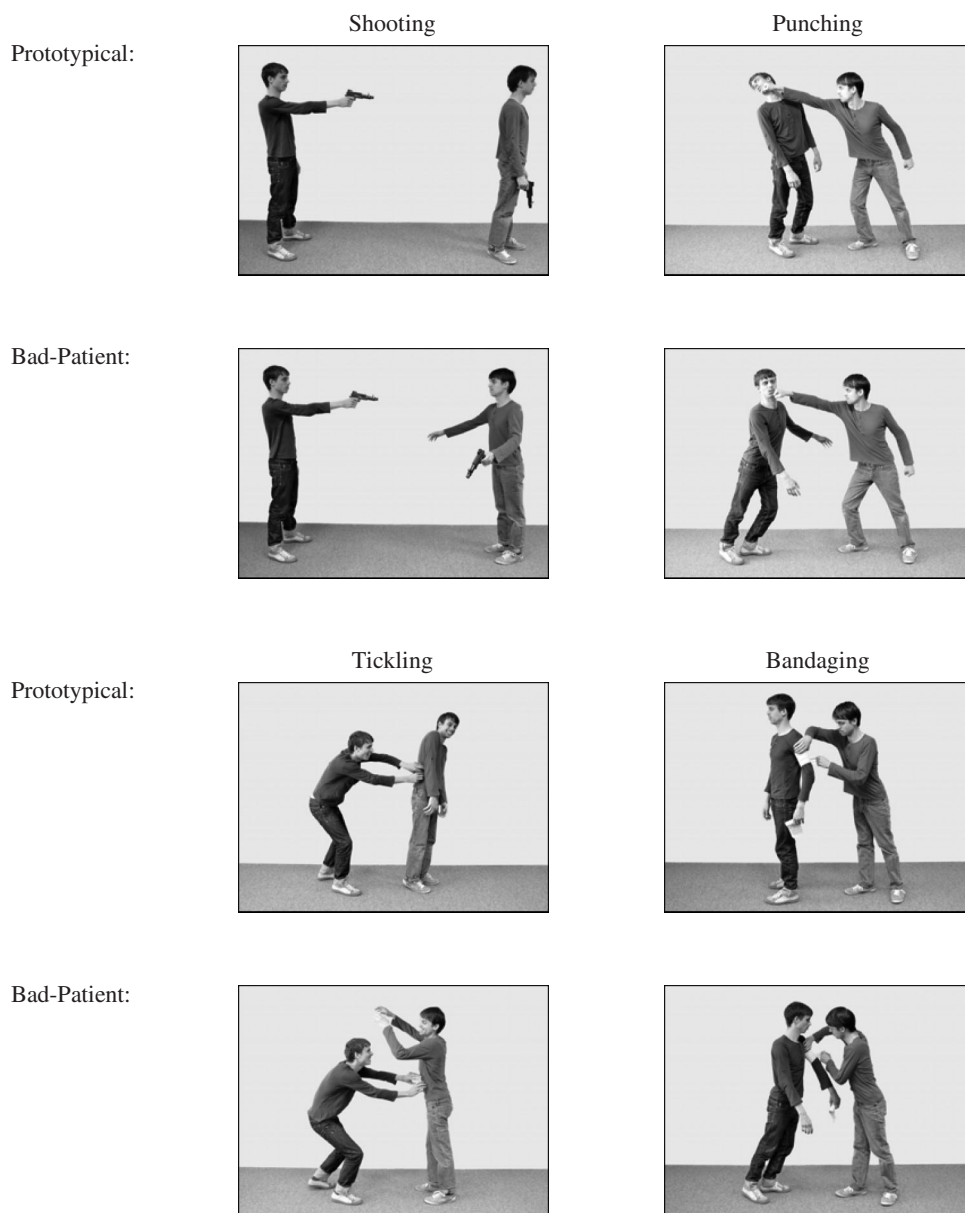 Shooting Punching
Prototypical:
Bad-Patient:
Tickling Bandaging
Prototypical:
Bad-Patient: